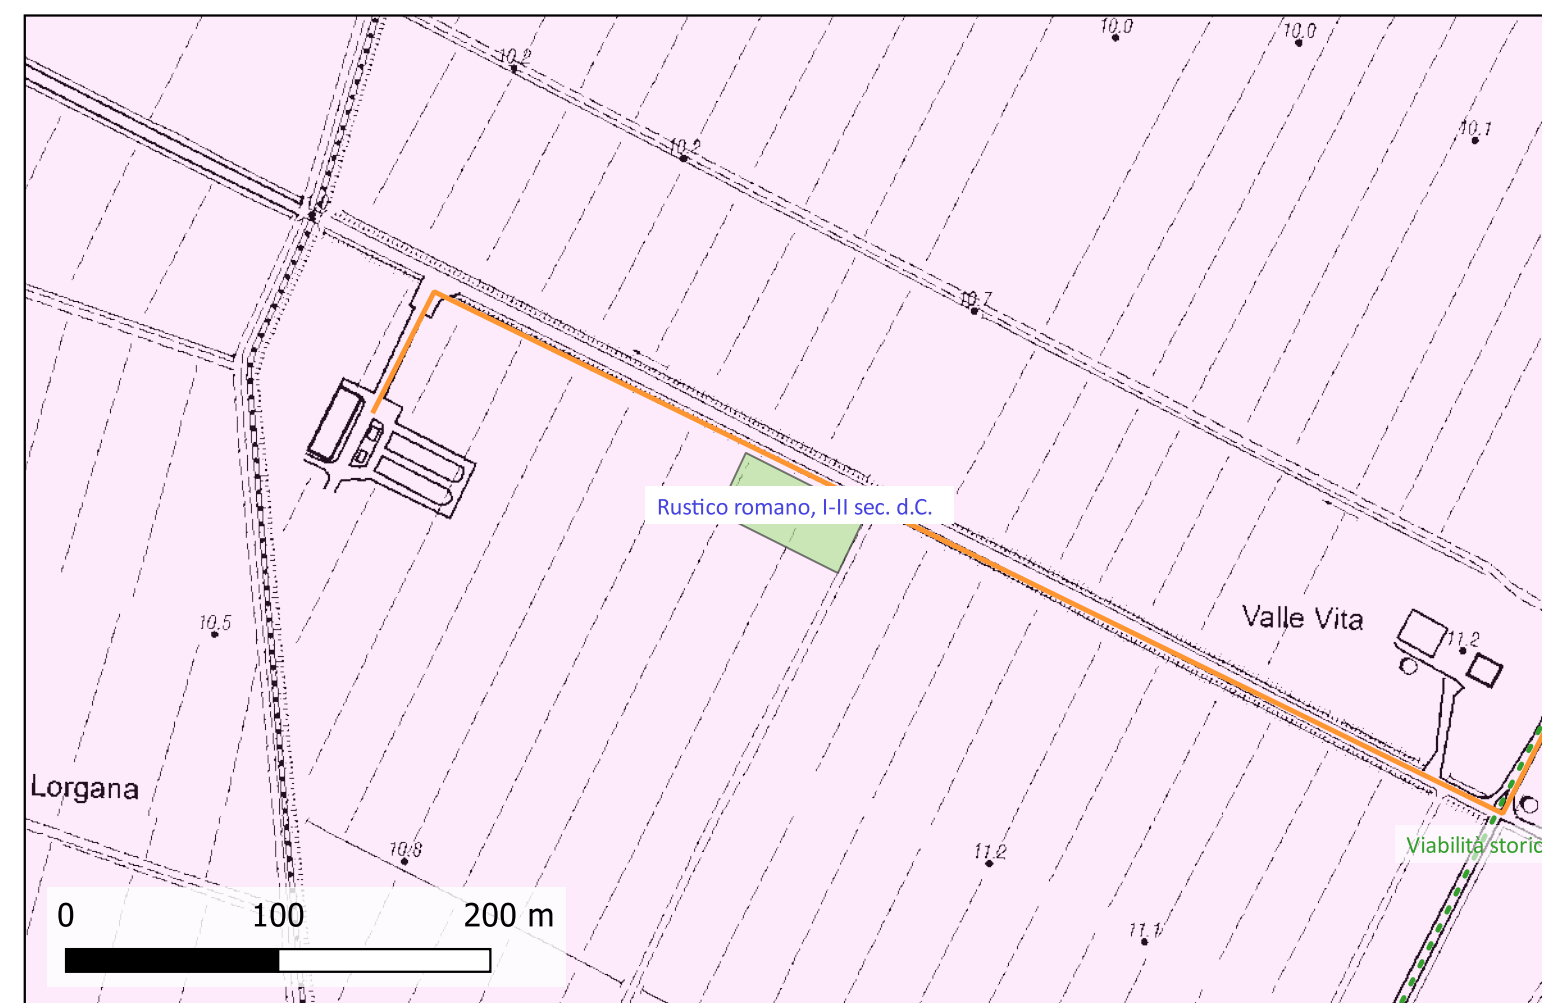 10.0
10.0
10.2
10.1
10.2
10.7
Rustico romano, I-II sec. d.C.
Valle Vita
10.5
11.2
Lorgana
Viabilità storic
10.8
11.2
0 100 200 m
11.1